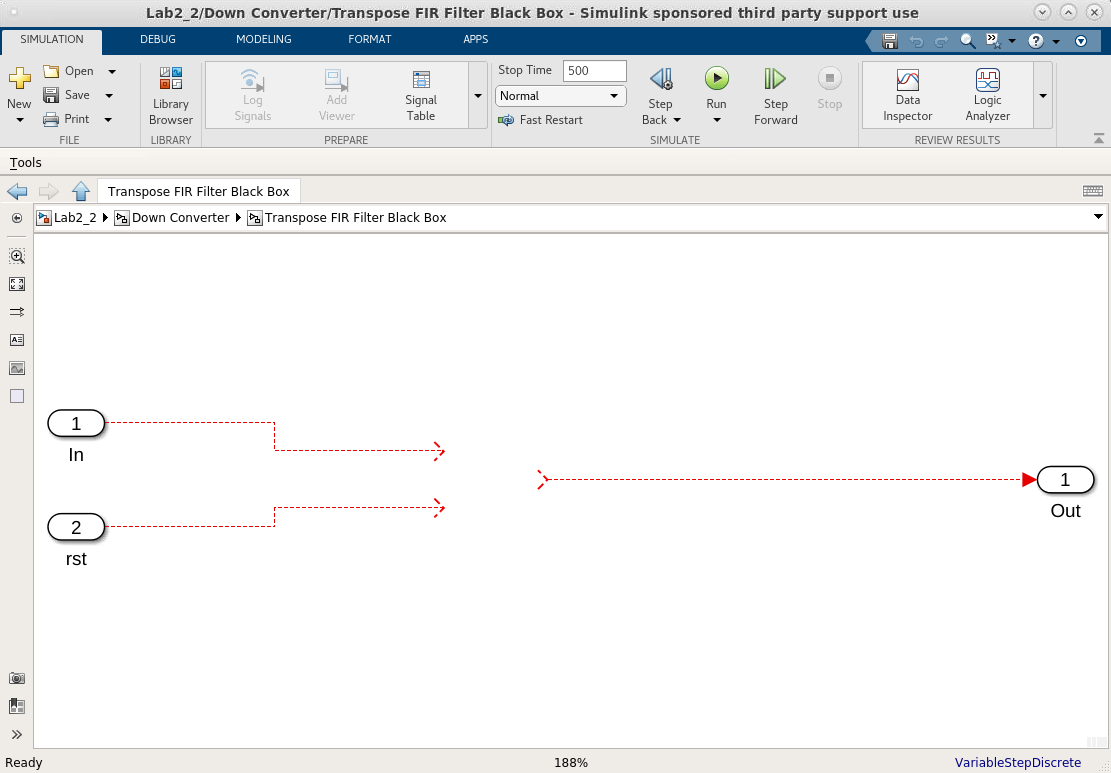 Lab2_2/Down Converter/Transpose FIR Filter Black Box - Simulink sponsored third party support use
SIMULATION DEBUG MODELING FORMAT APPS
New
Open
Save
Print
FILE
Library
Browser
LIBRARY
Log
Signals
Add
Viewer
Signal
Table
PREPARE
Stop Time 500
Normal
Fast Restart
Step
Back
Run
Step
Forward
Stop
SIMULATE
Data
Inspector
Logic
Analyzer
REVIEW RESULTS
Tools
Transpose FIR Filter Black Box
Lab2_2 Down Converter Transpose FIR Filter Black Box
1
In
2
rst
1
Out
Ready 188% VariableStepDiscrete